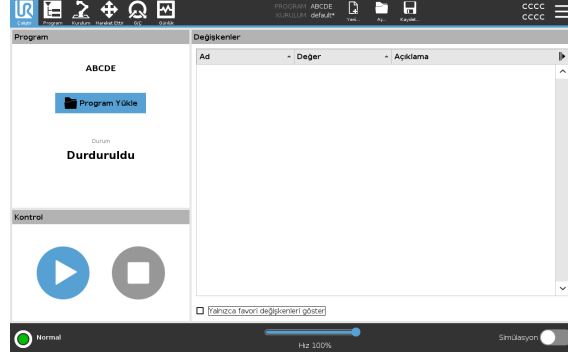 UR
Çalıştır Program Kurulum Hareket Ettir G/Ç Günlük
PROGRAM ABCDE
KURULUM default*
Yeni... Aç... Kaydet...
CCCC
CCCC
Program
ABCDE
Program Yükle
Durum
Durduruldu
Kontrol
Değişkenler
Ad Değer Açıklama
Yalnızca favori değişkenleri göster
Normal
Hız 100%
Simülasyon